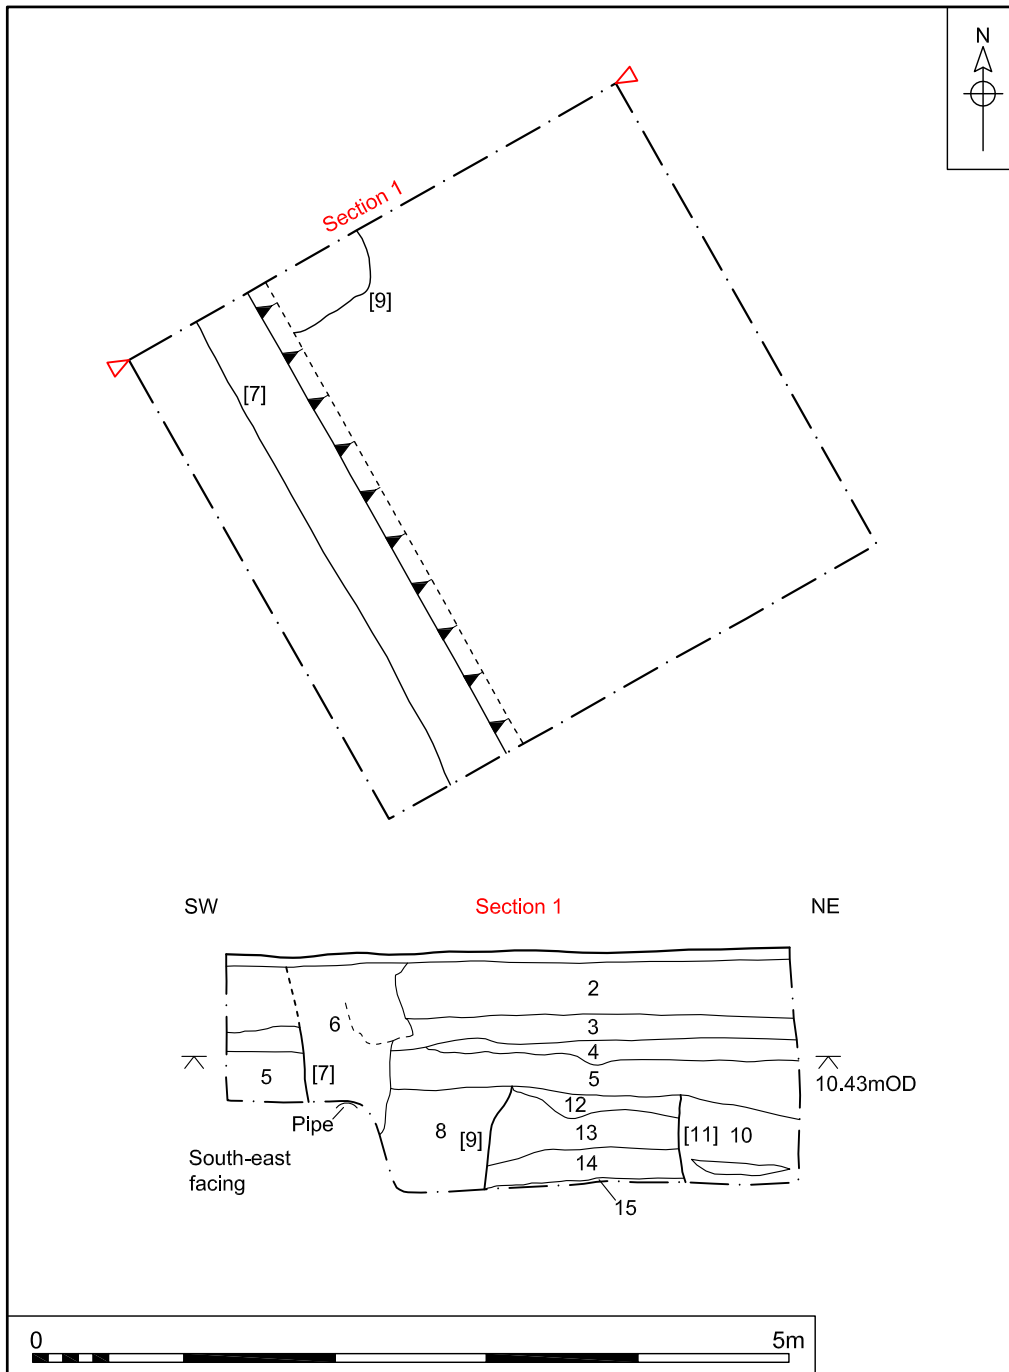 N
Section 1
[9]
[7]
SW
Section 1
NE
2
3
6
4
5
5
[7]
10.43mOD
12
Pipe
8
[9]
13
[11]
10
14
South-east
facing
15
0
5m